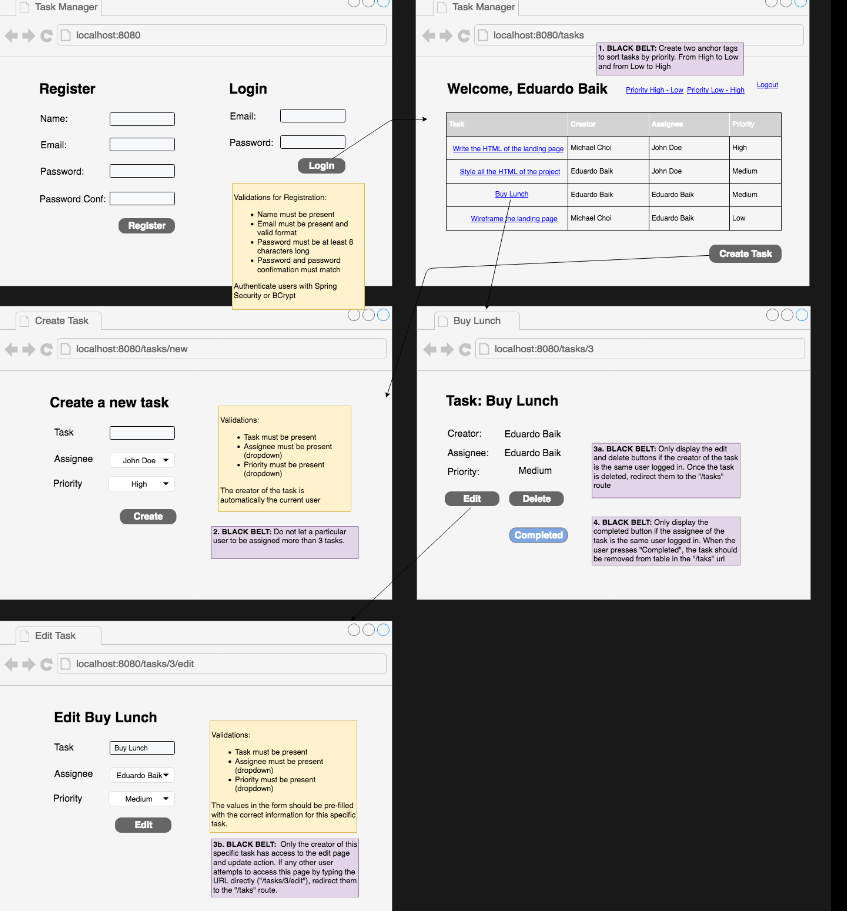 Task Manager
localhost:8080
Register
Login
Name:
Email:
Password:
Password Conf:
Register
Email:
Password:
Login
Validations for Registration:
• Name must be present
• Email must be present and
valid format
• Password must be at least 8
characters long
• Password and password
confirmation must match
Authenticate users with Spring
Security or BCrypt
Task Manager
localhost:8080/tasks
1. BLACK BELT: Create two anchor tags
to sort tasks by priority. From High to Low
and from Low to High
Welcome, Eduardo Baik
Priority High - Low Priority Low - High
Logout
Task Creator Assignee Priority
Write the HTML of the landing page Michael Choi John Doe High
Style all the HTML of the project Eduardo Baik John Doe Medium
Buy Lunch Eduardo Baik Eduardo Baik Medium
Wireframe the landing page Michael Choi Eduardo Baik Low
Create Task
Create Task
localhost:8080/tasks/new
Create a new task
Task
Assignee John Doe
Priority High
Create
Validations:
• Task must be present
• Assignee must be present
(dropdown)
• Priority must be present
(dropdown)
The creator of the task is
automatically the current user
2. BLACK BELT: Do not let a particular
user to be assigned more than 3 tasks.
Buy Lunch
localhost:8080/tasks/3
Task: Buy Lunch
Creator: Eduardo Baik
Assignee: Eduardo Baik
Priority: Medium
Edit Delete
Completed
3a. BLACK BELT: Only display the edit
and delete buttons if the creator of the task
is the same user logged in. Once the task
is deleted, redirect them to the "/tasks"
route
4. BLACK BELT: Only display the
completed button if the assignee of the
task is the same user logged in. When the
user presses "Completed", the task should
be removed from table in the "/taks" url
Edit Task
localhost:8080/tasks/3/edit
Edit Buy Lunch
Task Buy Lunch
Assignee Eduardo Baik
Priority Medium
Edit
Validations:
• Task must be present
• Assignee must be present
(dropdown)
• Priority must be present
(dropdown)
The values in the form should be pre-filled
with the correct information for this specific
task.
3b. BLACK BELT: Only the creator of this
specific task has access to the edit page
and update action. If any other user
attempts to access this page by typing the
URL directly ("/tasks/3/edit"), redirect them
to the "/taks" route.